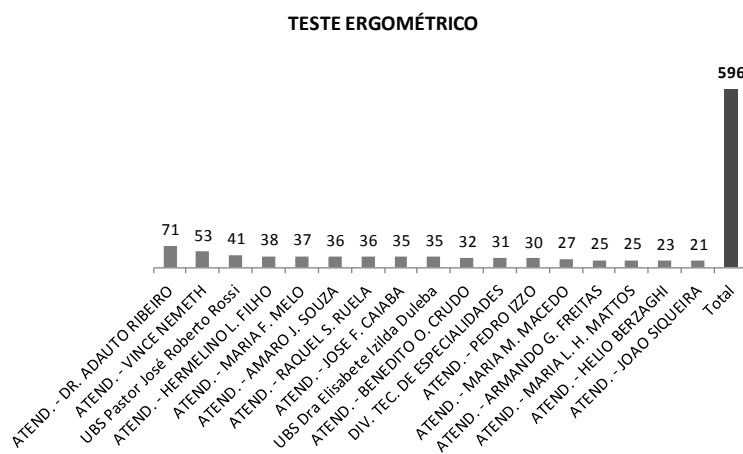 TESTE ERGOMÉTRICO
596
71
53
41
38
37
36
36
35
35
32
31
30
27
25
25
23
21
ATEND. - DR. ADAUTO RIBEIRO
ATEND. - VINCE NEMETH
UBS Pastor José Roberto Rossi
ATEND. - HERMELINO L. FILHO
ATEND. - MARIA F. MELO
ATEND. - AMARO J. SOUZA
ATEND. - RAQUEL S. RUELA
ATEND. - JOSE F. CAIABA
UBS Dra Elisabete Izilda Duleba
ATEND. - BENEDITO O. CRUDO
DIV. TEC. DE ESPECIALIDADES
ATEND. - PEDRO IZZO
ATEND. - MARIA M. MACEDO
ATEND. - ARMANDO G. FREITAS
ATEND. - MARIA L. H. MATTOS
ATEND. - HELIO BERZAGHI
ATEND. - JOAO SIQUEIRA
Total